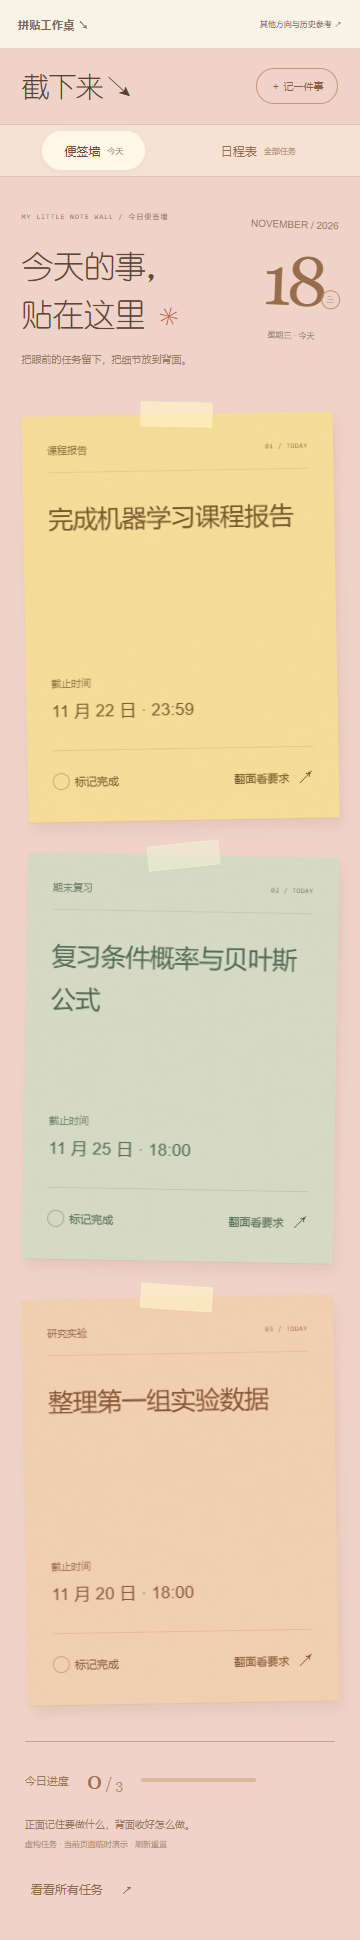 拼贴工作桌 ↘
其他方向与历史参考 ↗
截下来↘
+ 记一件事
便签墙 今天
日程表 全部任务
MY LITTLE NOTE WALL / 今日便签墙
NOVEMBER / 2026
今天的事，
贴在这里
18
三
星期三 · 今天
把眼前的任务留下，把细节放到背面。
课程报告
01 / TODAY
完成机器学习课程报告
截止时间
11 月 22 日 · 23:59
标记完成
翻面看要求 ↗
期末复习
02 / TODAY
复习条件概率与贝叶斯
公式
截止时间
11 月 25 日 · 18:00
标记完成
翻面看要求 ↗
研究实验
03 / TODAY
整理第一组实验数据
截止时间
11 月 20 日 · 18:00
标记完成
翻面看要求 ↗
今日进度 0 / 3
正面记住要做什么，背面收好怎么做。
虚构任务 · 当前页面临时演示 · 刷新重置
看看所有任务 ↗